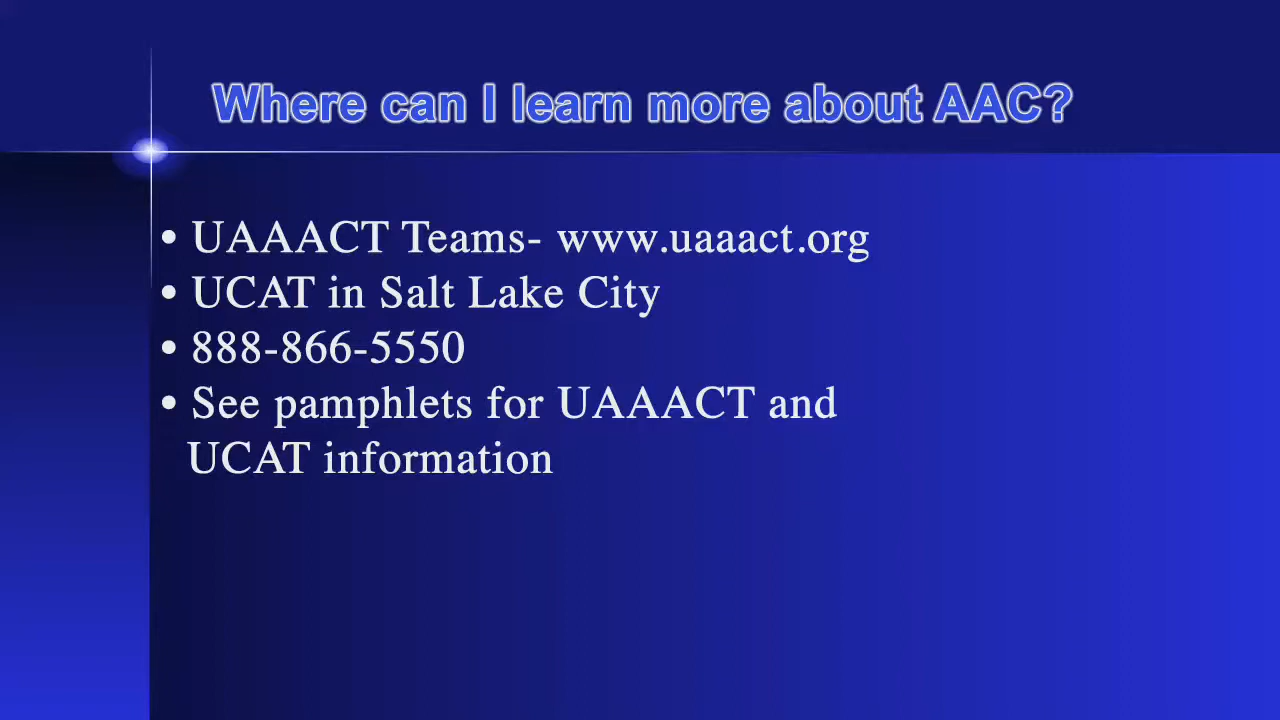 Where can I learn more about AAC?
• UAAACT Teams- www.uaaact.org
• UCAT in Salt Lake City
• 888-866-5550
• See pamphlets for UAAACT and
UCAT information